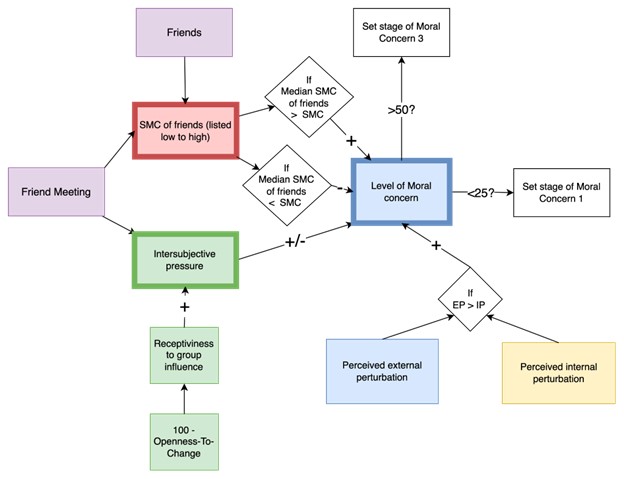 Friends
Set stage of Moral
Concern 3
If
Median SMC
of friends
> SMC
>50?
SMC of friends (listed
low to high)
+
If
Median SMC
of friends
< SMC
-
Level of Moral
concern
<25?
Set stage of Moral
Concern 1
Friend Meeting
Intersubjective
pressure
+/-
+
If
EP > IP
+
Receptiveness
to group
influence
Perceived external
perturbation
Perceived internal
perturbation
100 -
Openness-To-
Change